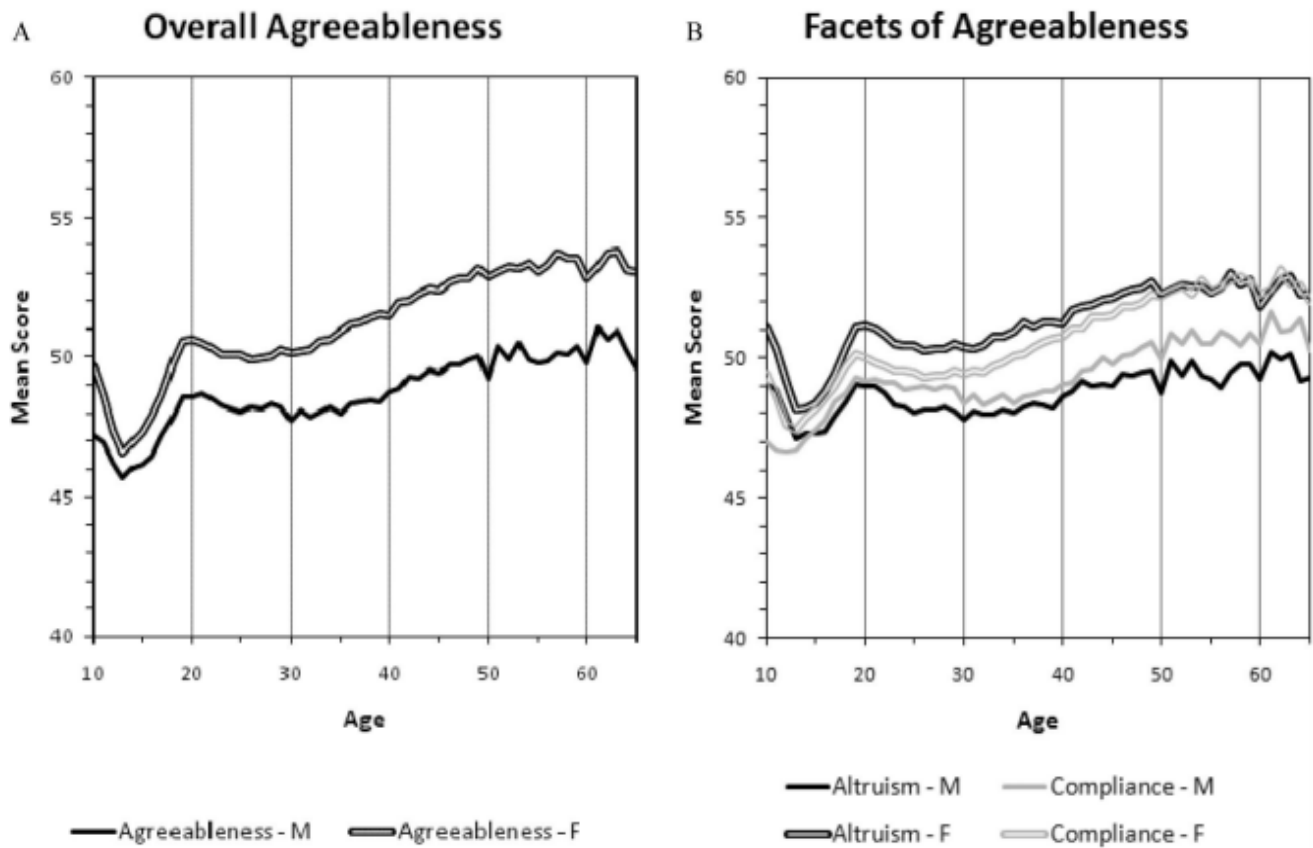 A
Overall Agreeableness
60
55
50
45
40
Mean Score
10 20 30 40 50 60
Age
Agreeableness - M Agreeableness - F
B
Facets of Agreeableness
60
55
50
45
40
Mean Score
10 20 30 40 50 60
Age
Altruism - M Compliance - M
Altruism - F Compliance - F